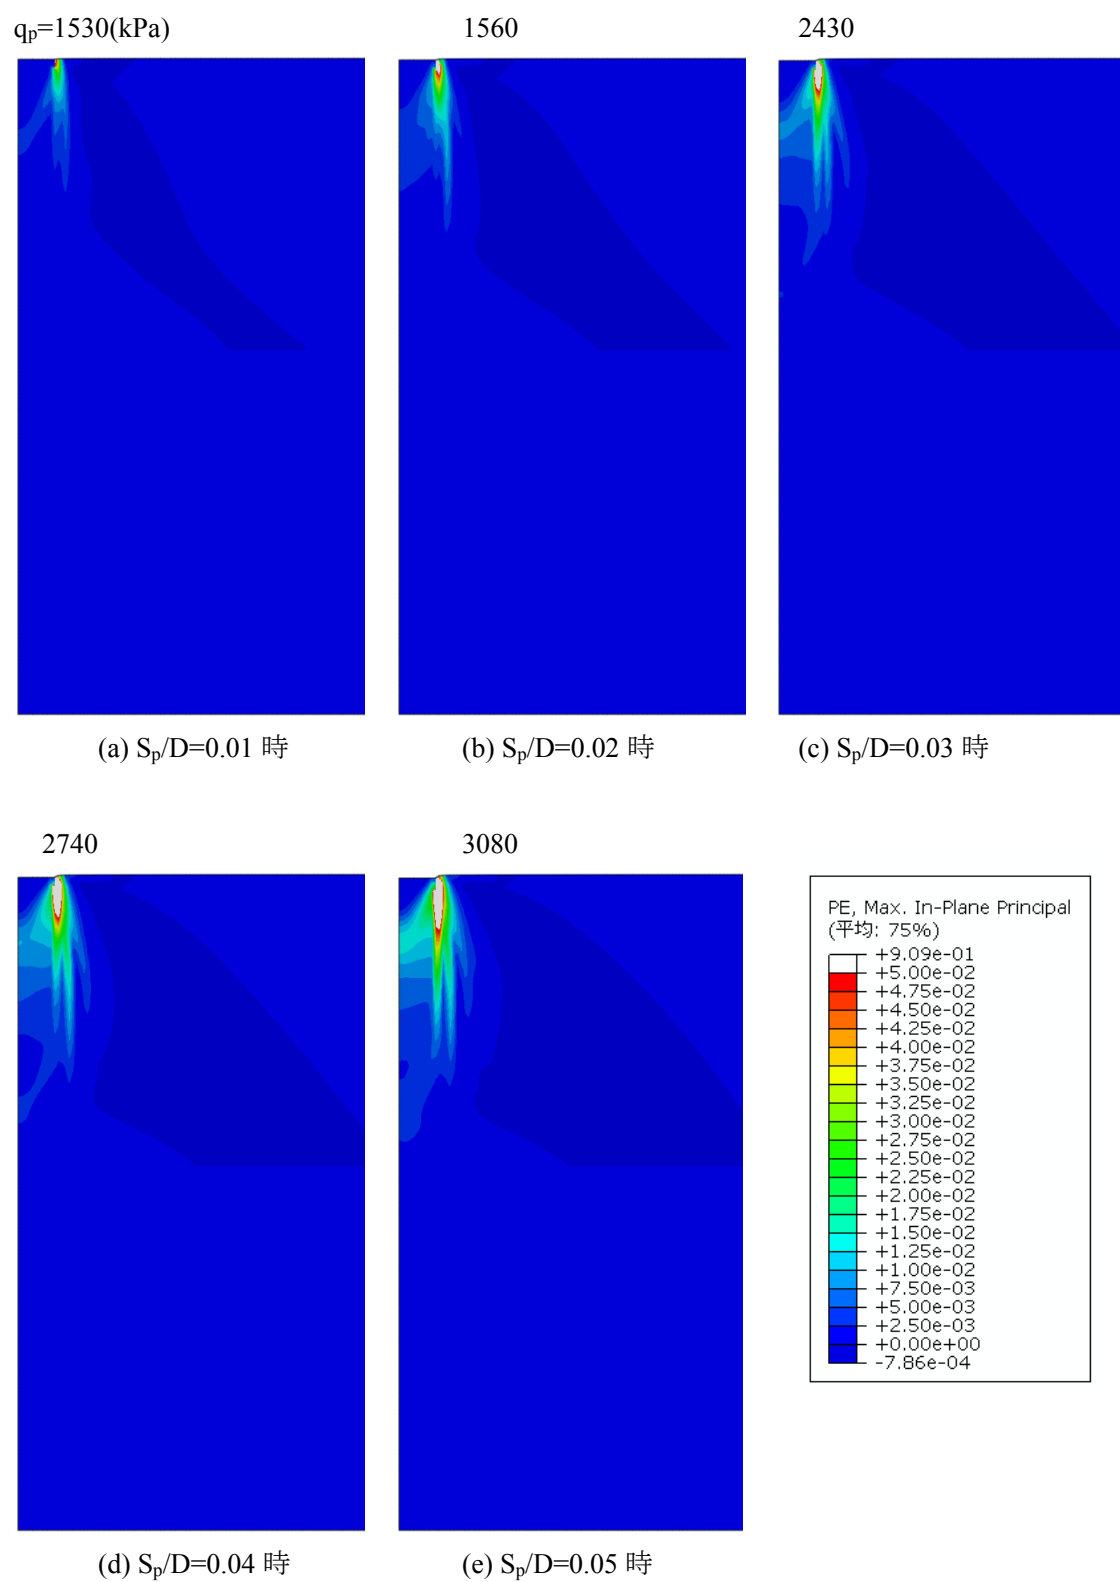 qp=1530(kPa)
1560
2430
(a) Sp/D=0.01 時
(b) Sp/D=0.02 時
(c) Sp/D=0.03 時
2740
3080
PE, Max. In-Plane Principal
(平均: 75%)
+9.09e-01
+5.00e-02
+4.75e-02
+4.50e-02
+4.25e-02
+4.00e-02
+3.75e-02
+3.50e-02
+3.25e-02
+3.00e-02
+2.75e-02
+2.50e-02
+2.25e-02
+2.00e-02
+1.75e-02
+1.50e-02
+1.25e-02
+1.00e-02
+7.50e-03
+5.00e-03
+2.50e-03
+0.00e+00
-7.86e-04
(d) Sp/D=0.04 時
(e) Sp/D=0.05 時